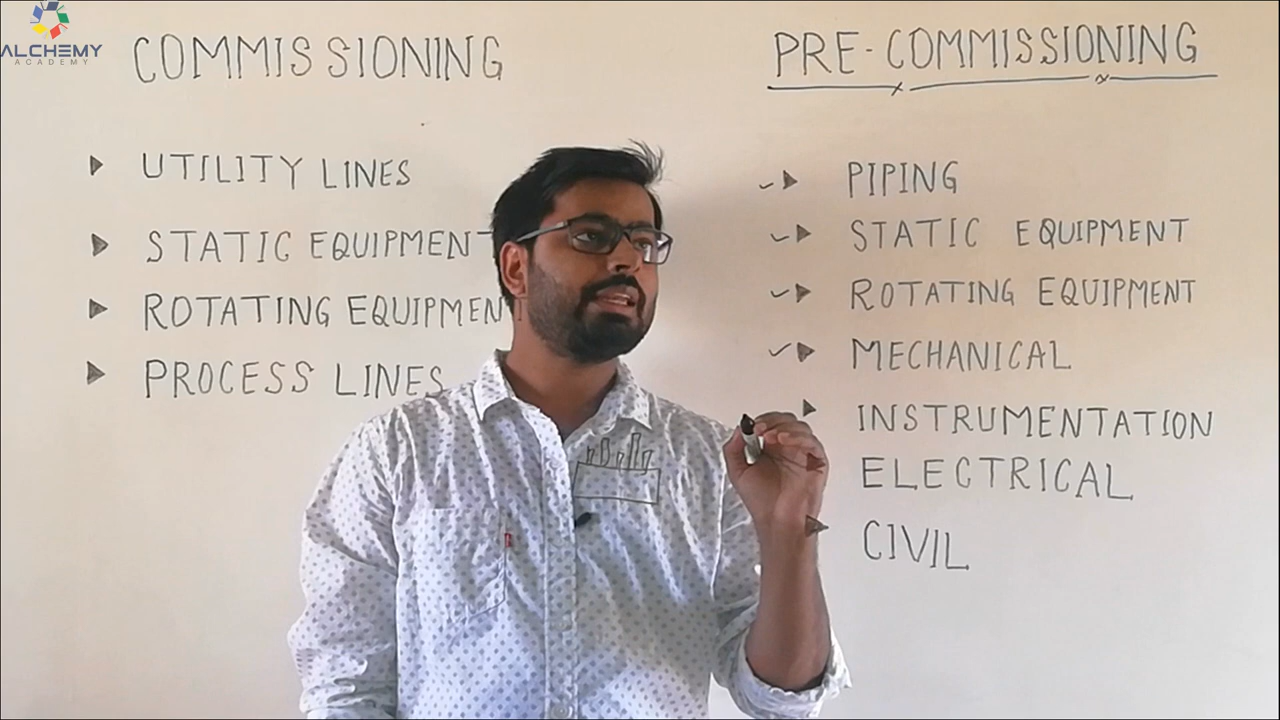 ALCHEMY
ACADEMY
COMMISSIONING
UTILITY LINES
STATIC EQUIPMENT
ROTATING EQUIPMENT
PROCESS LINES
PRE-COMMISSIONING
PIPING
STATIC EQUIPMENT
ROTATING EQUIPMENT
MECHANICAL
INSTRUMENTATION
ELECTRICAL
CIVIL